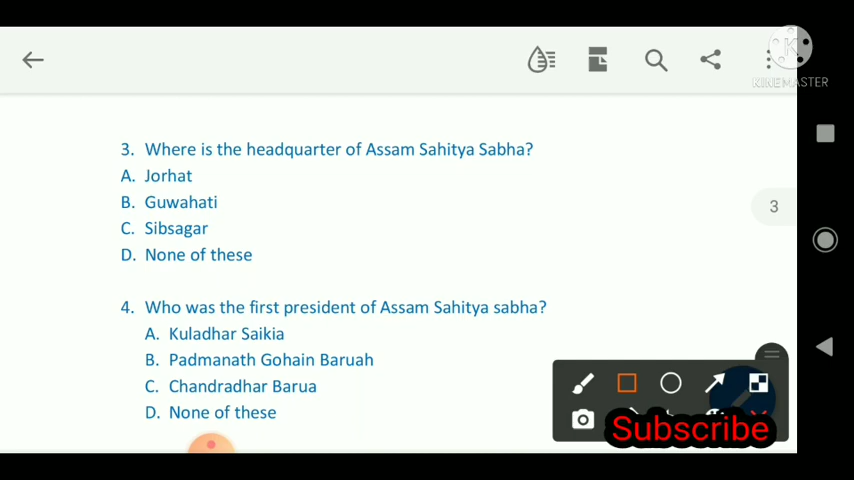 KINEMASTER
3. Where is the headquarter of Assam Sahitya Sabha?
A. Jorhat
B. Guwahati
C. Sibsagar
D. None of these
3
4. Who was the first president of Assam Sahitya sabha?
A. Kuladhar Saikia
B. Padmanath Gohain Baruah
C. Chandradhar Barua
D. None of these
Subscribe